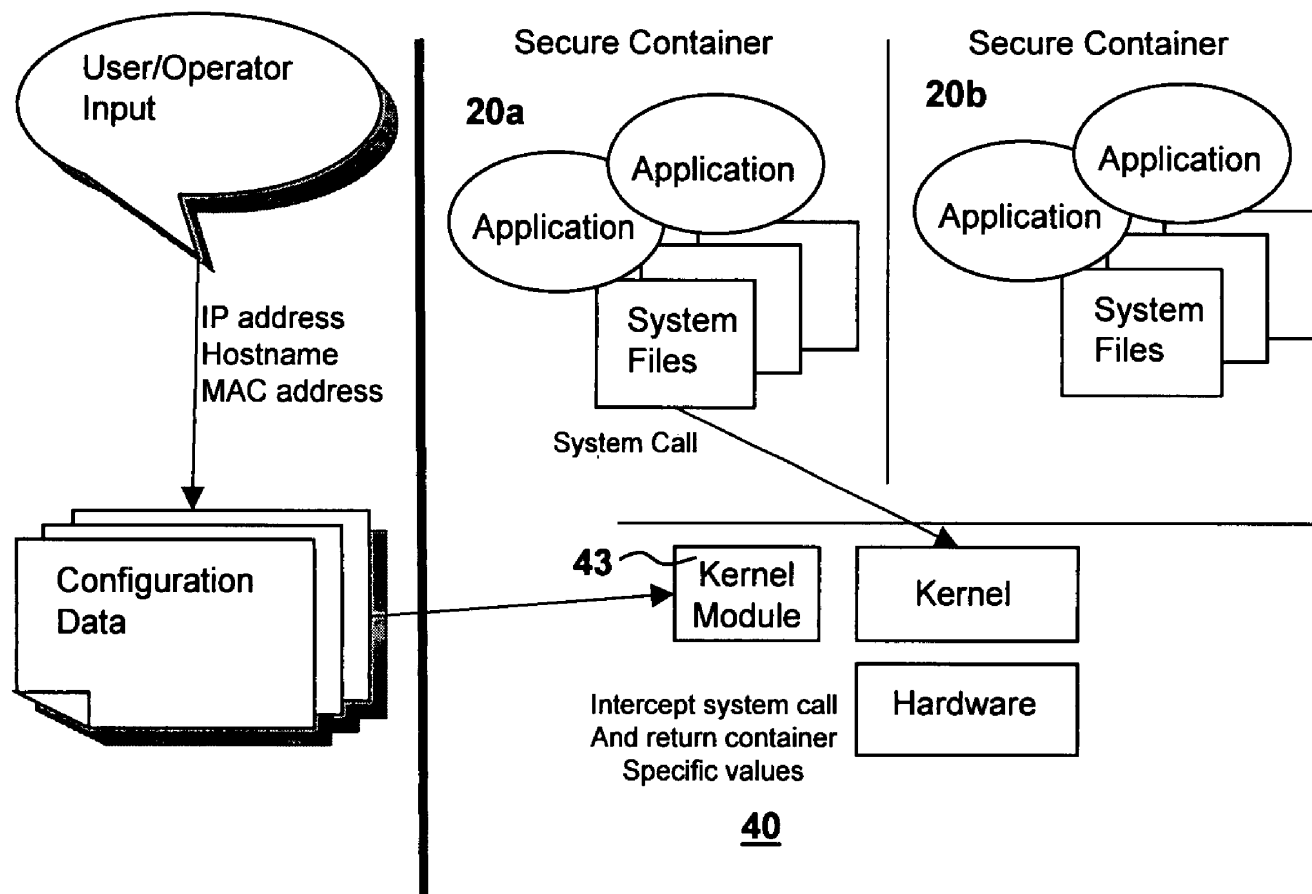 User/Operator
Input
IP address
Hostname
MAC address
Configuration
Data
Secure Container
20a
Application
Application
System
Files
System Call
Secure Container
20b
Application
Application
System
Files
43
Kernel
Module
Kernel
Hardware
Intercept system call
And return container
Specific values
40